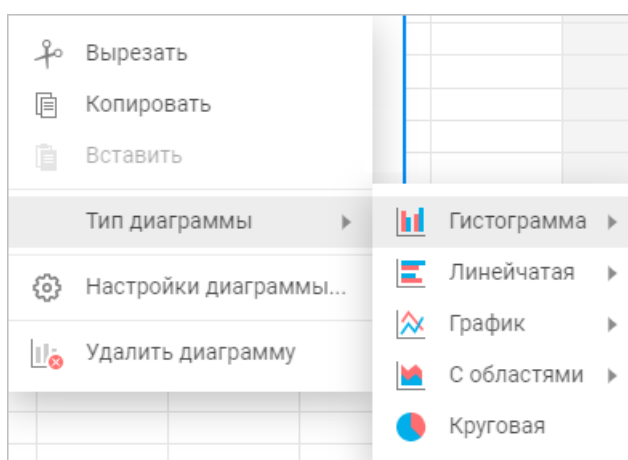 Вырезать
Копировать
Вставить
Тип диаграммы
Гистограмма
Линейчатая
Настройки диаграммы...
График
Удалить диаграмму
С областями
Круговая